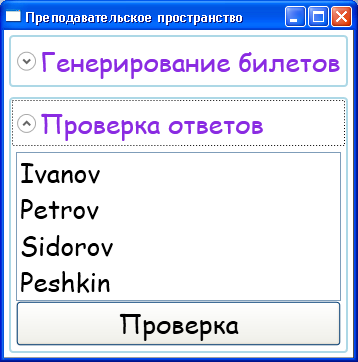 Преподавательское пространство
Генерирование билетов
Проверка ответов
Ivanov
Petrov
Sidorov
Peshkin
Проверка